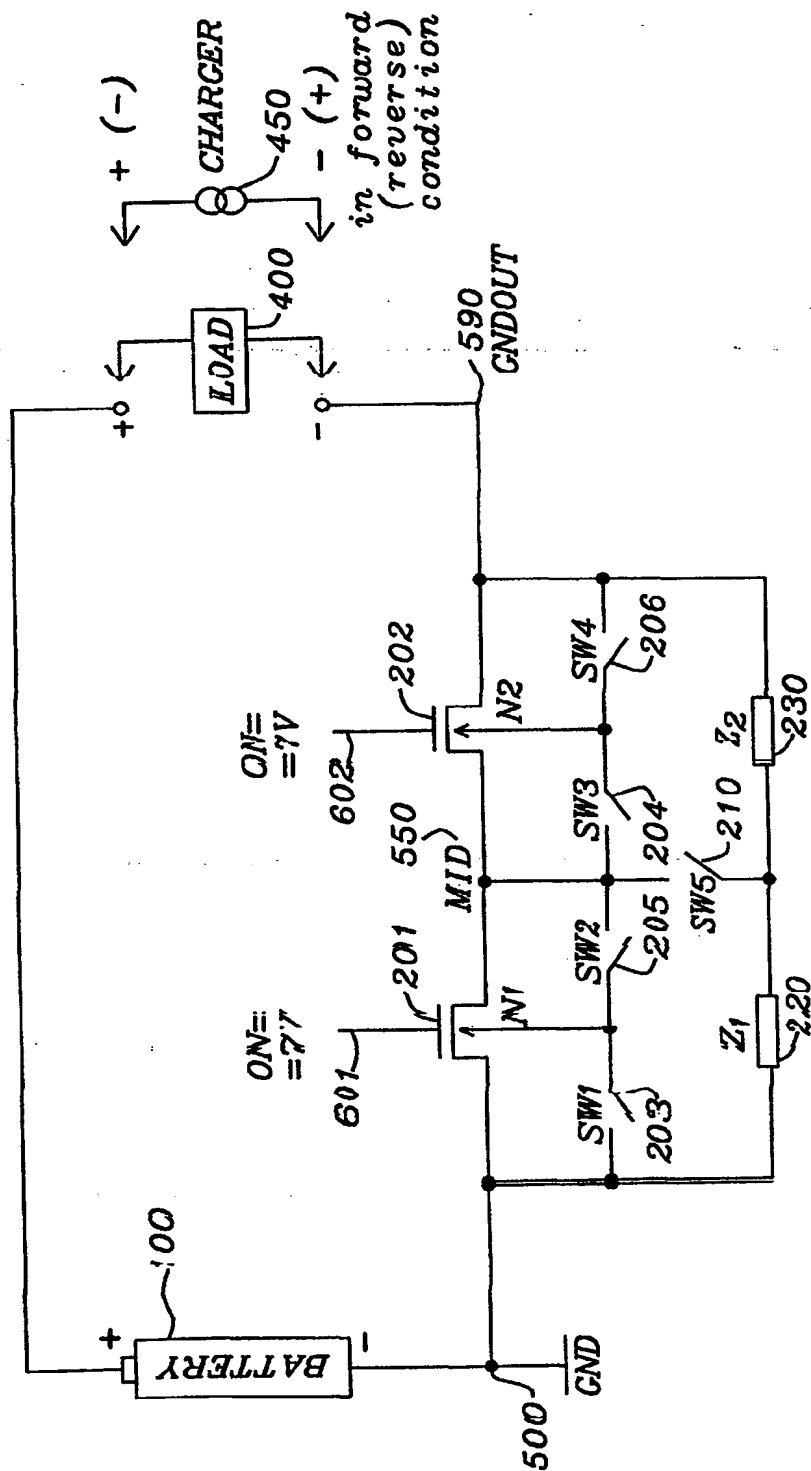 + (-)
CHARGER
450
- (+)
in forward
(reverse)
condition
+
LOAD
400
-
590
GNDOUT
100
+
BATTERY
-
500
GND
ON=
=7V
601
201
N1
MID
550
ON=
=7V
602
202
N2
SW1
203
SW2
205
SW3
204
SW4
206
SW5
210
Z1
220
Z2
230